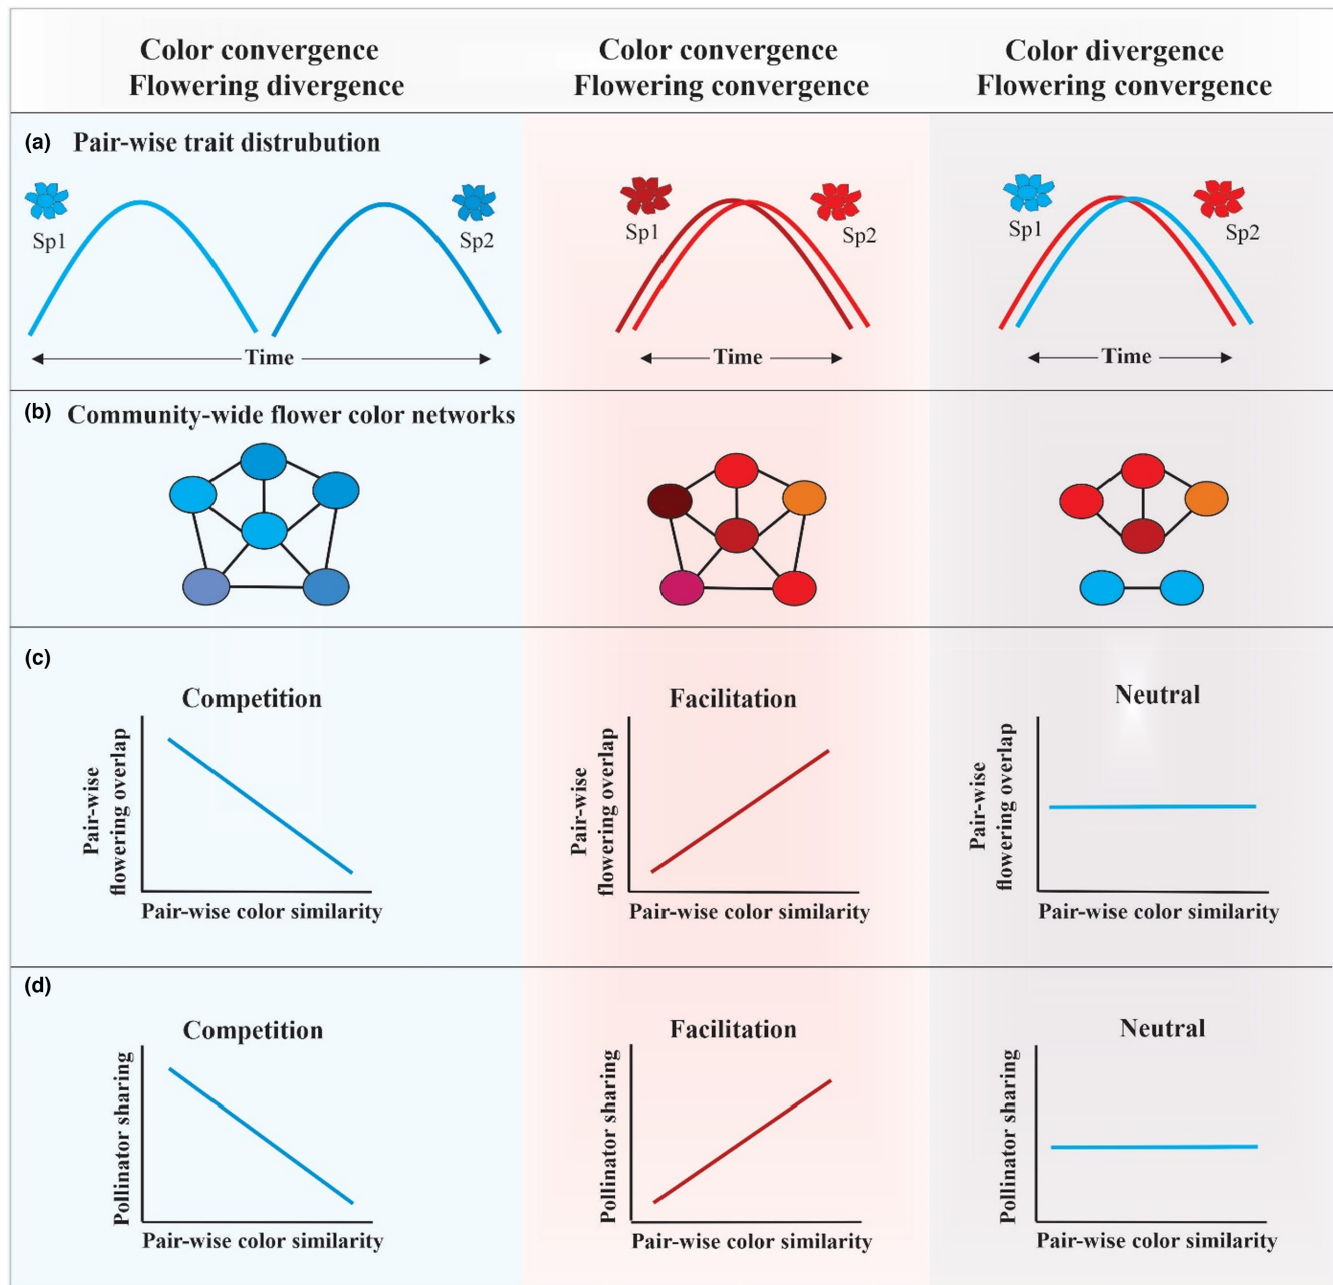 Color convergence
Flowering divergence
Color convergence
Flowering convergence
Color divergence
Flowering convergence
(a) Pair-wise trait distrubution
Sp1
Sp2
Time
Sp1
Sp2
Time
Sp1
Sp2
Time
(b) Community-wide flower color networks
(c)
Competition
Pair-wise
flowering overlap
Pair-wise color similarity
Facilitation
Pair-wise
flowering overlap
Pair-wise color similarity
Neutral
Pair-wise
flowering overlap
Pair-wise color similarity
(d)
Competition
Pollinator sharing
Pair-wise color similarity
Facilitation
Pollinator sharing
Pair-wise color similarity
Neutral
Pollinator sharing
Pair-wise color similarity